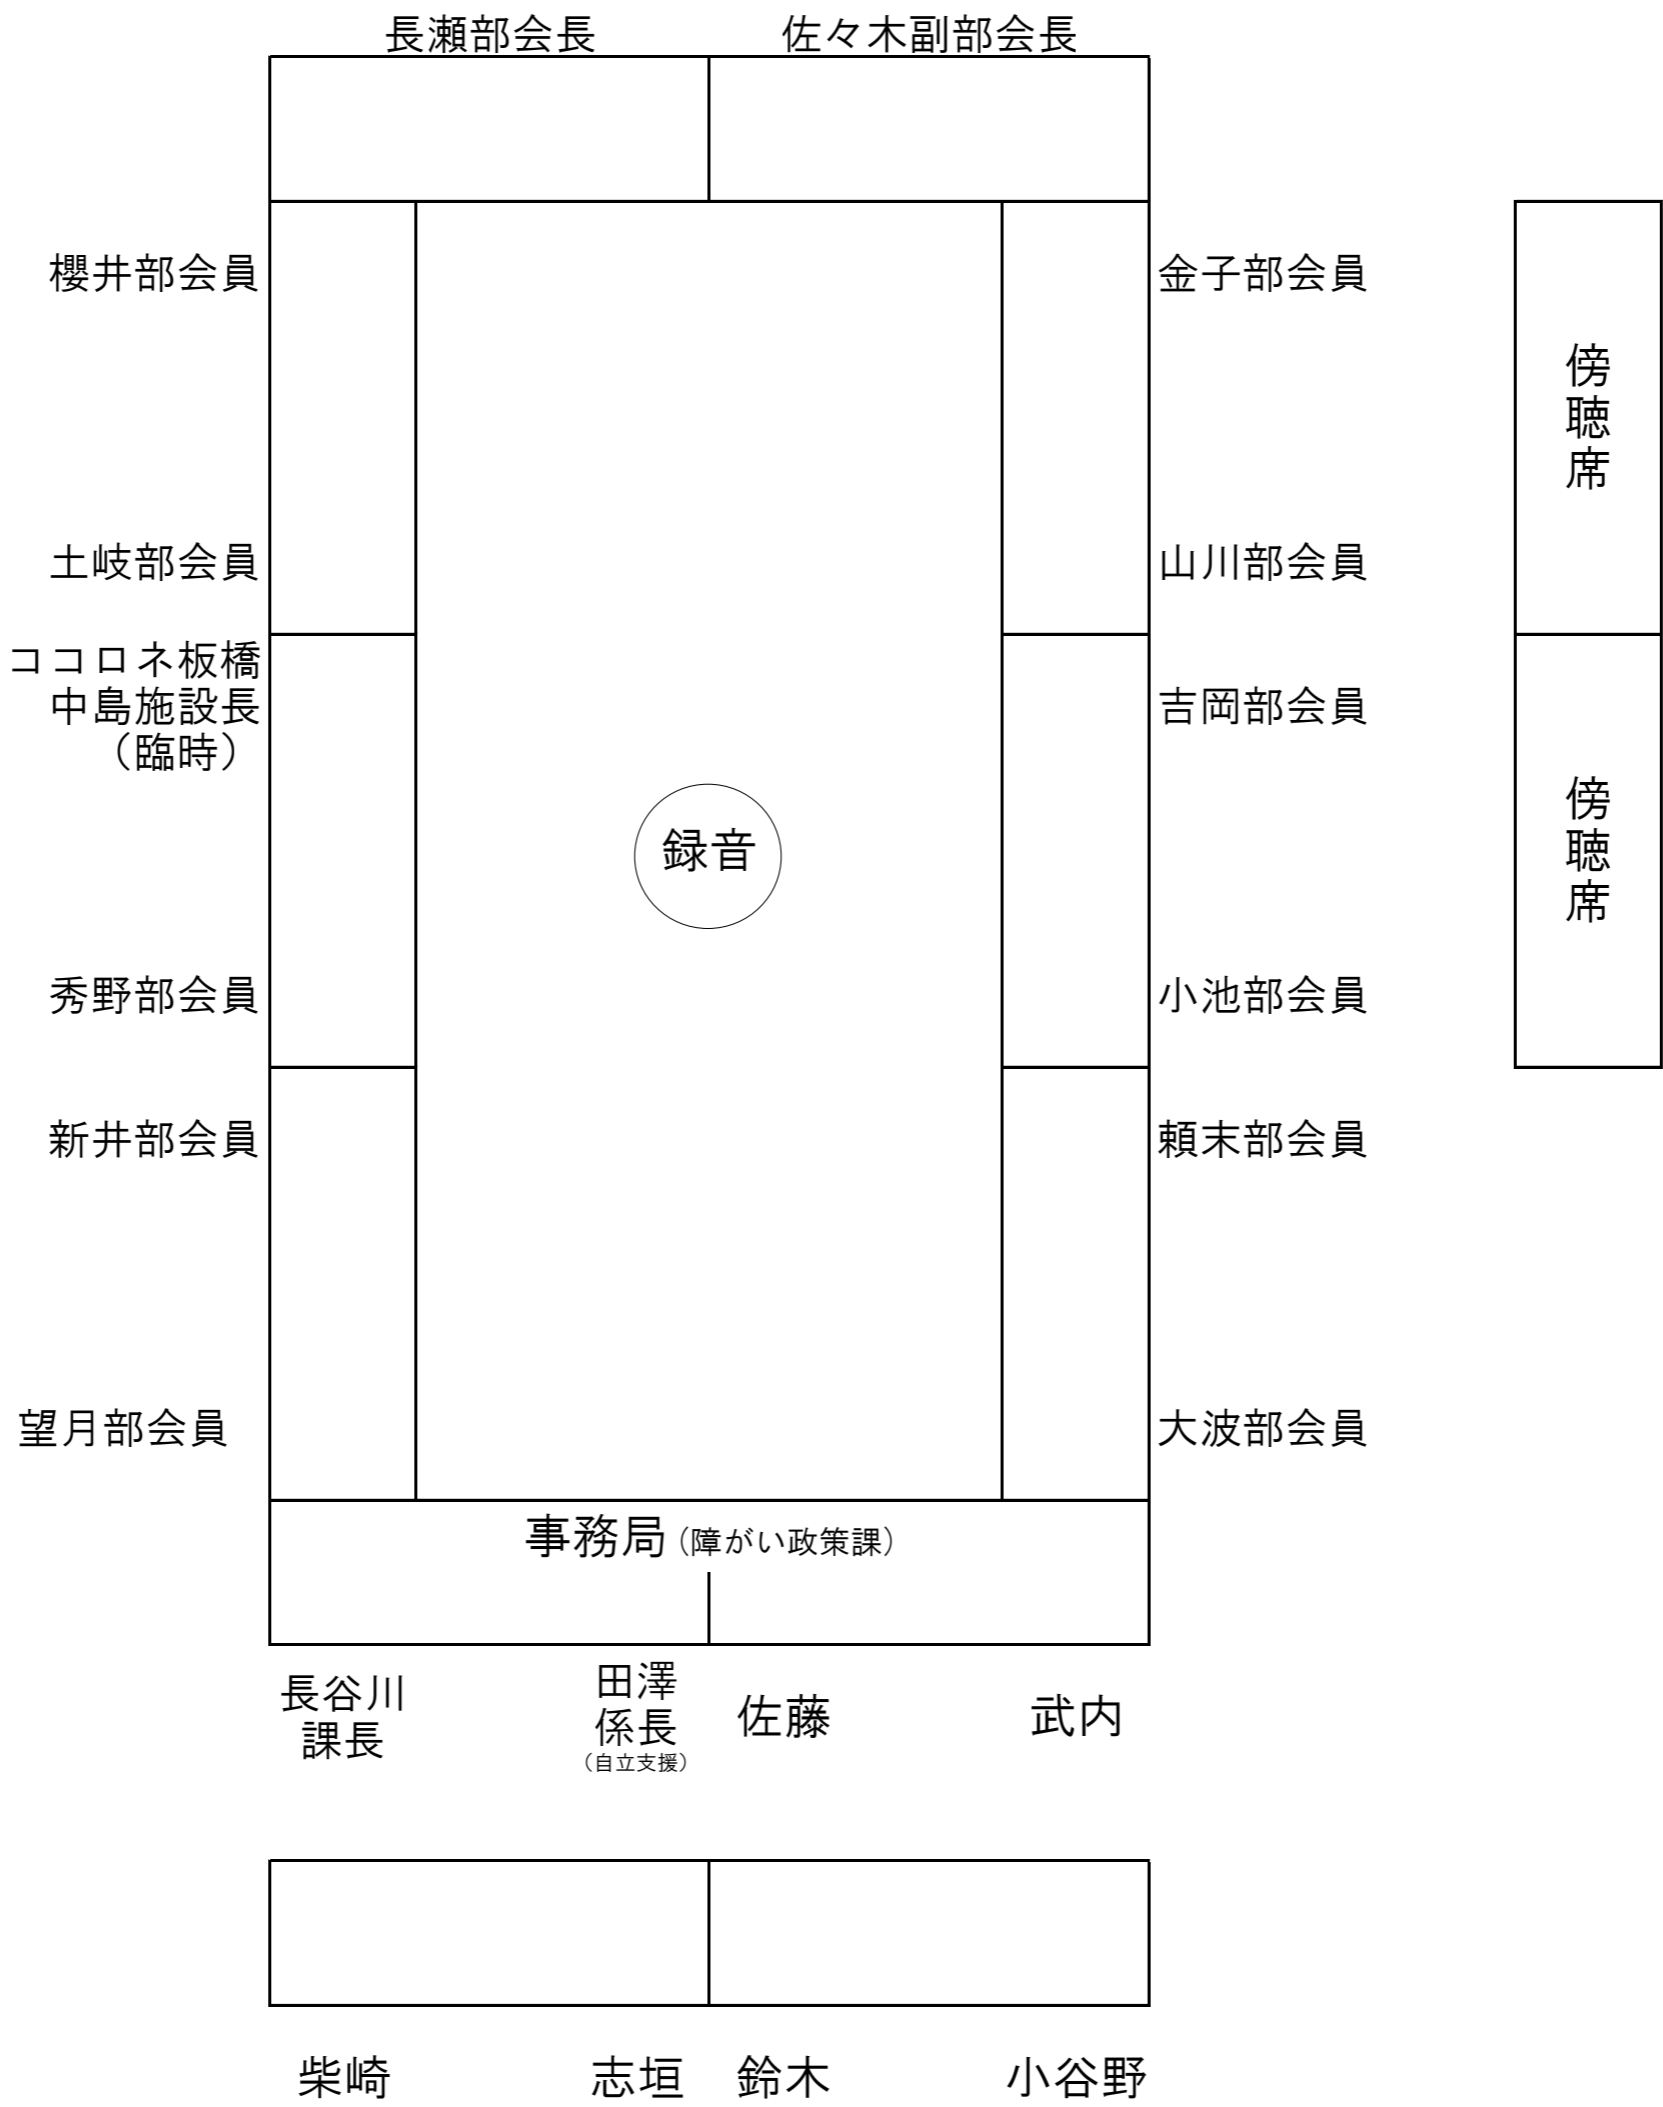 長瀬部会長
佐々木副部会長
櫻井部会員
金子部会員
傍聴席
土岐部会員
山川部会員
ココロネ板橋
中島施設長
（臨時）
吉岡部会員
録音
傍聴席
秀野部会員
小池部会員
新井部会員
頼末部会員
望月部会員
大波部会員
事務局（障がい政策課）
長谷川
課長
田澤
係長
（自立支援）
佐藤
武内
柴崎
志垣
鈴木
小谷野